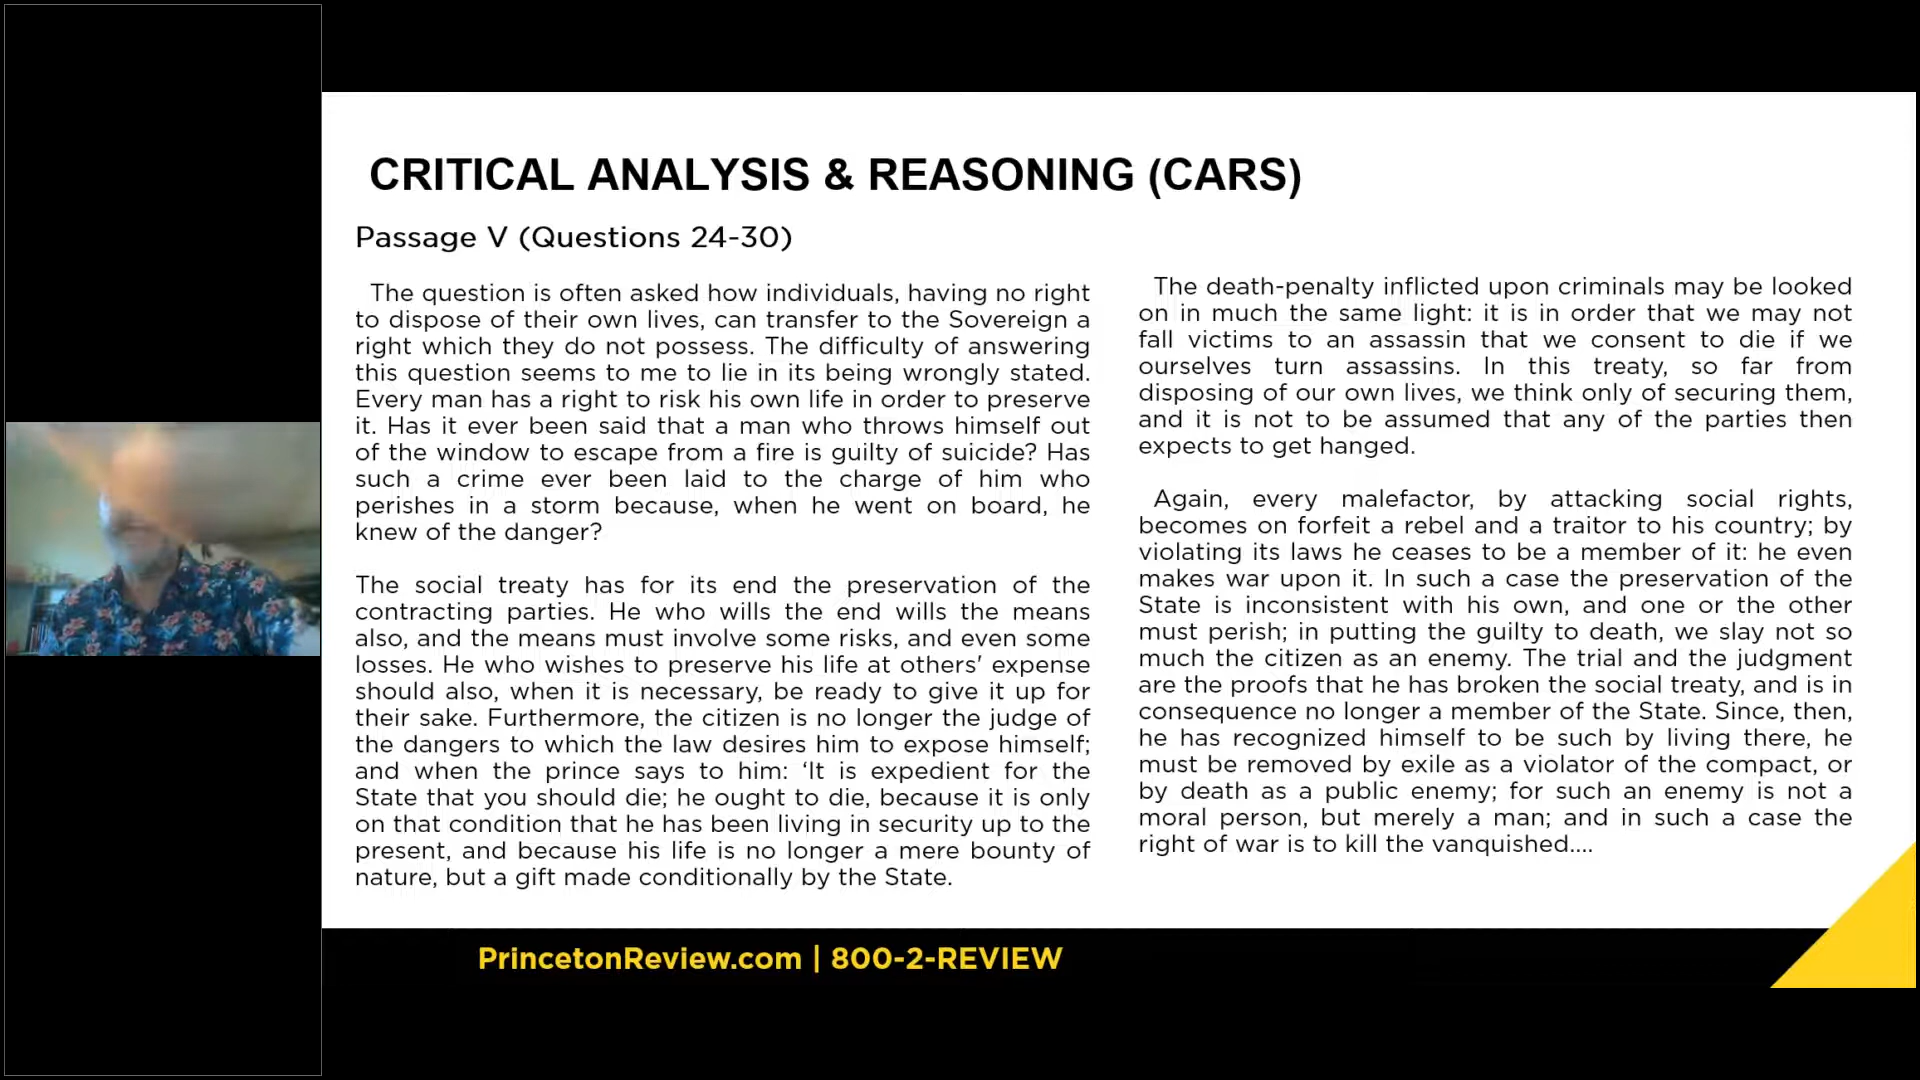 CRITICAL ANALYSIS & REASONING (CARS)
Passage V (Questions 24-30)
The question is often asked how individuals, having no right
to dispose of their own lives, can transfer to the Sovereign a
right which they do not possess. The difficulty of answering
this question seems to me to lie in its being wrongly stated.
Every man has a right to risk his own life in order to preserve
it. Has it ever been said that a man who throws himself out
of the window to escape from a fire is guilty of suicide? Has
such a crime ever been laid to the charge of him who
perishes in a storm because, when he went on board, he
knew of the danger?
The social treaty has for its end the preservation of the
contracting parties. He who wills the end wills the means
also, and the means must involve some risks, and even some
losses. He who wishes to preserve his life at others' expense
should also, when it is necessary, be ready to give it up for
their sake. Furthermore, the citizen is no longer the judge of
the dangers to which the law desires him to expose himself;
and when the prince says to him: ‘It is expedient for the
State that you should die; he ought to die, because it is only
on that condition that he has been living in security up to the
present, and because his life is no longer a mere bounty of
nature, but a gift made conditionally by the State.
The death-penalty inflicted upon criminals may be looked
on in much the same light: it is in order that we may not
fall victims to an assassin that we consent to die if we
ourselves turn assassins. In this treaty, so far from
disposing of our own lives, we think only of securing them,
and it is not to be assumed that any of the parties then
expects to get hanged.
Again, every malefactor, by attacking social rights,
becomes on forfeit a rebel and a traitor to his country; by
violating its laws he ceases to be a member of it: he even
makes war upon it. In such a case the preservation of the
State is inconsistent with his own, and one or the other
must perish; in putting the guilty to death, we slay not so
much the citizen as an enemy. The trial and the judgment
are the proofs that he has broken the social treaty, and is in
consequence no longer a member of the State. Since, then,
he has recognized himself to be such by living there, he
must be removed by exile as a violator of the compact, or
by death as a public enemy; for such an enemy is not a
moral person, but merely a man; and in such a case the
right of war is to kill the vanquished....
PrincetonReview.com | 800-2-REVIEW